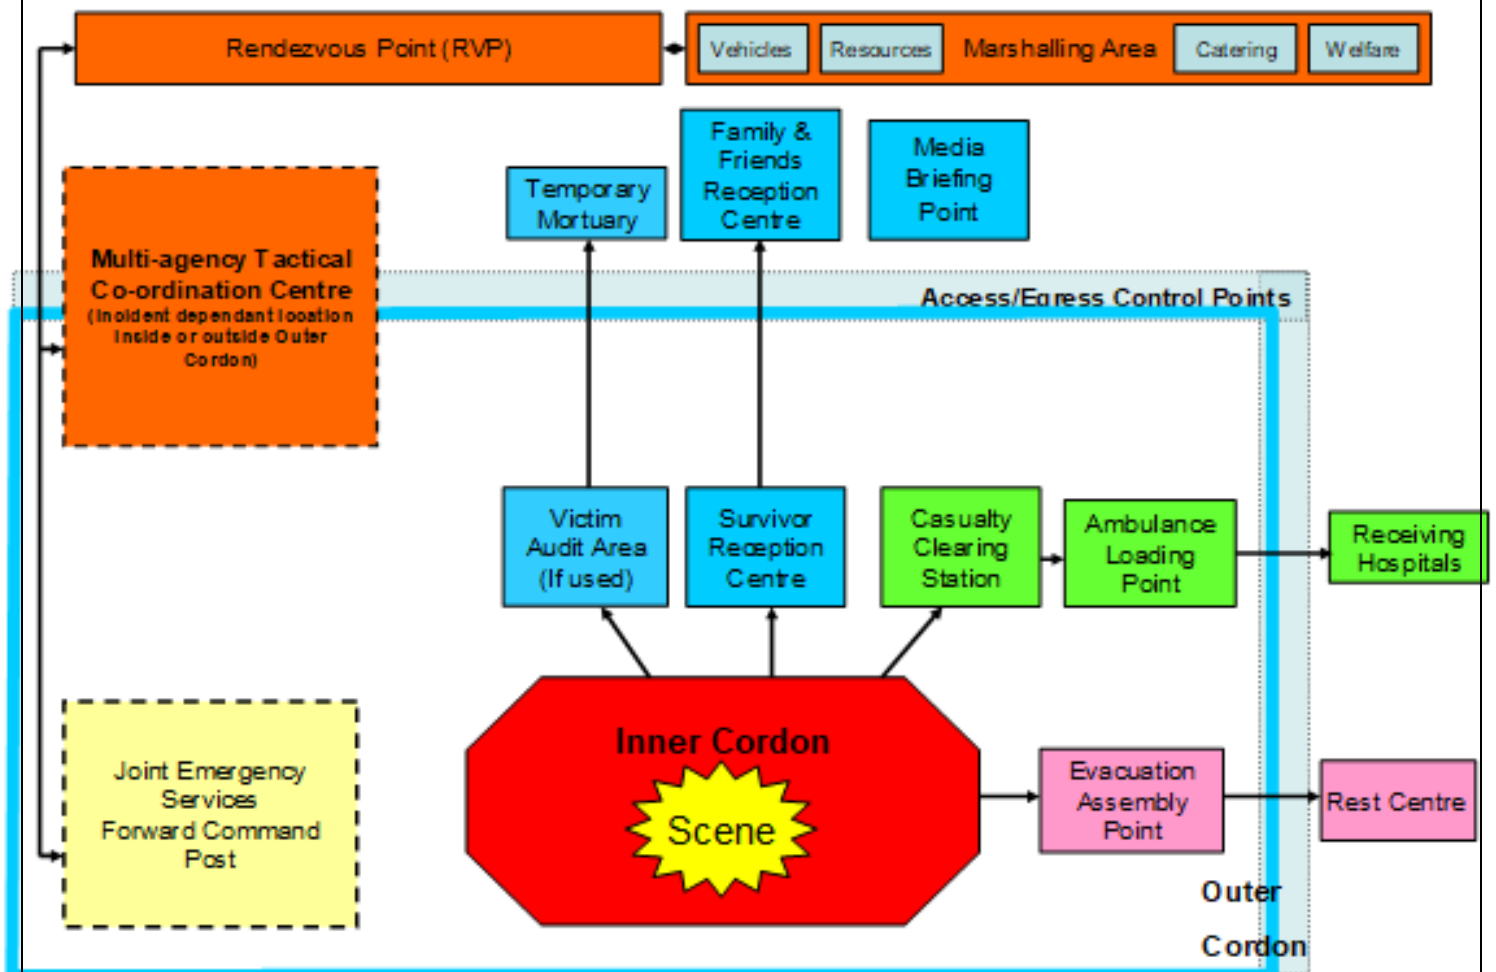 Rendezvous Point (RVP)
Vehicles
Resources
Marshalling Area
Catering
Welfare
Family &
Friends
Reception
Centre
Media
Briefing
Point
Temporary
Mortuary
Multi-agency Tactical
Co-ordination Centre
(Incident dependant location
Inside or outside Outer
Cordon)
Access/Egress Control Points
Victim
Audit Area
(If used)
Survivor
Reception
Centre
Casualty
Clearing
Station
Ambulance
Loading
Point
Receiving
Hospitals
Inner Cordon
Scene
Joint Emergency
Services
Forward Command
Post
Evacuation
Assembly
Point
Rest Centre
Outer
Cordon